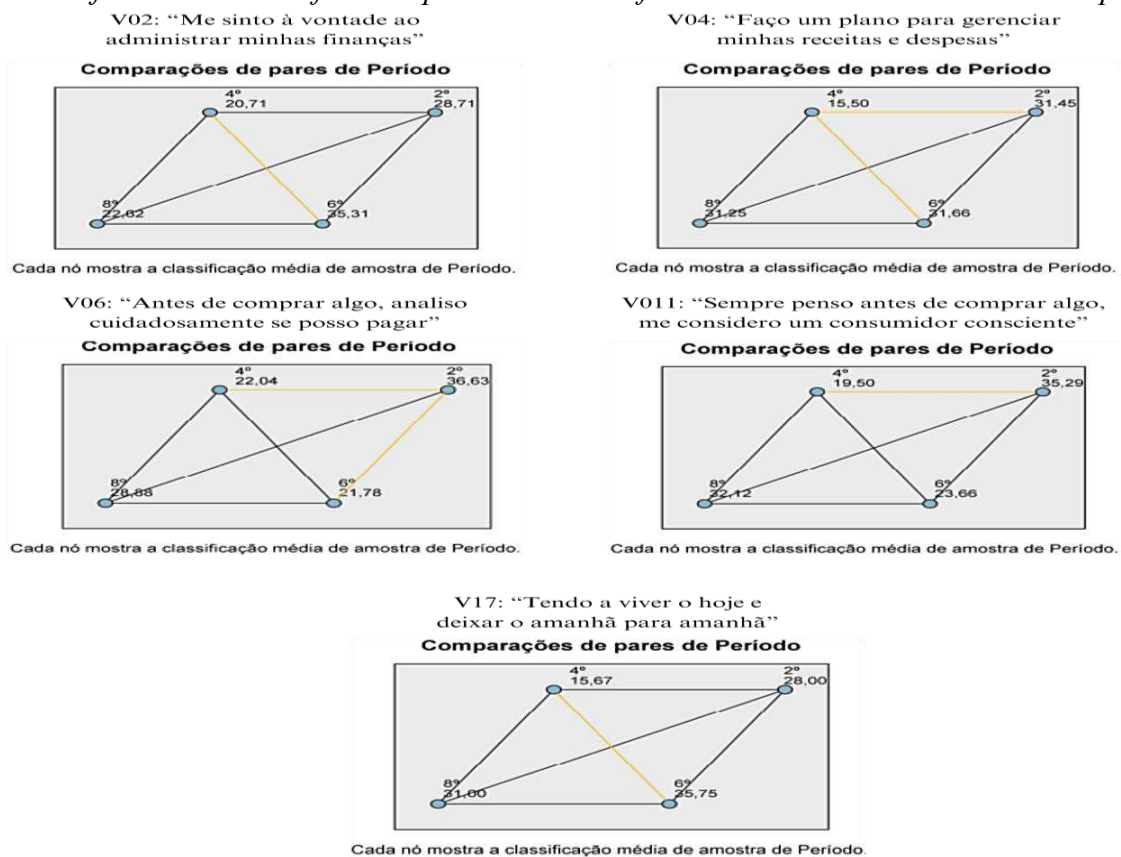 V02: “Me sinto à vontade ao
administrar minhas finanças”
Comparações de pares de Período
4º
20,71
2º
28,71
8º
22,62
6º
35,31
Cada nó mostra a classificação média de amostra de Período.
V04: “Faço um plano para gerenciar
minhas receitas e despesas”
Comparações de pares de Período
4º
15,50
2º
31,45
8º
31,25
6º
31,66
Cada nó mostra a classificação média de amostra de Período.
V06: “Antes de comprar algo, analiso
cuidadosamente se posso pagar”
Comparações de pares de Período
4º
22,04
2º
36,63
8º
28,88
6º
21,78
Cada nó mostra a classificação média de amostra de Período.
V011: “Sempre penso antes de comprar algo,
me considero um consumidor consciente”
Comparações de pares de Período
4º
19,50
2º
35,29
8º
32,12
6º
23,66
Cada nó mostra a classificação média de amostra de Período.
V17: “Tendo a viver o hoje e
deixar o amanhã para amanhã”
Comparações de pares de Período
4º
15,67
2º
28,00
8º
31,00
6º
35,75
Cada nó mostra a classificação média de amostra de Período.